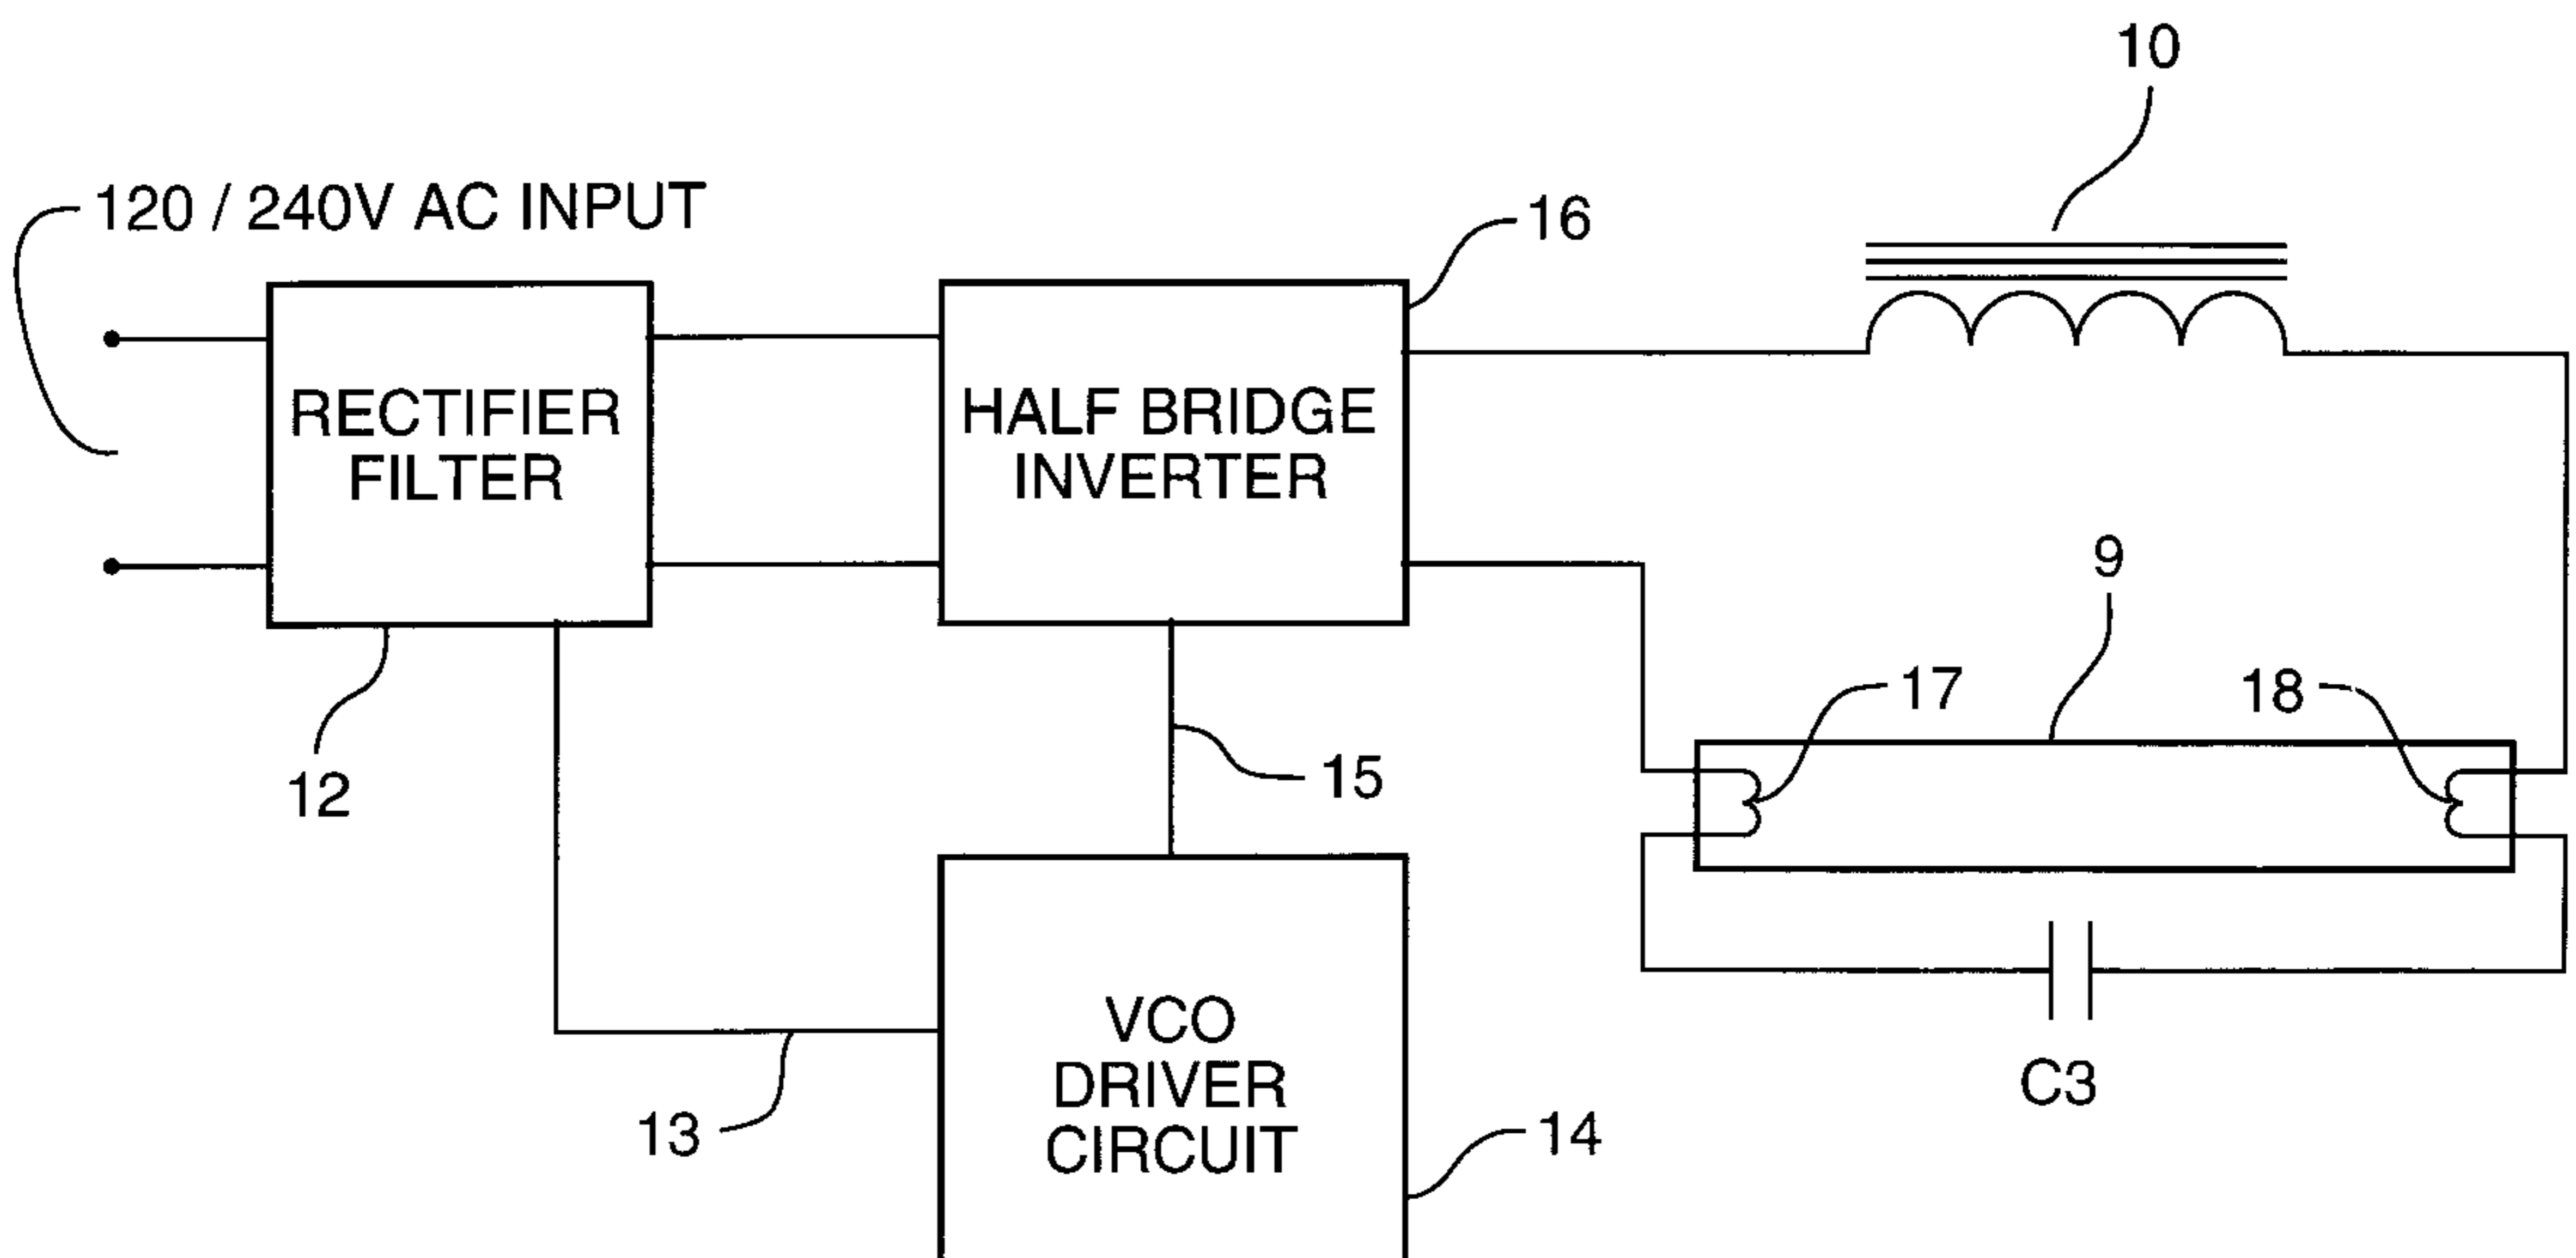 10
120 / 240V AC INPUT
16
RECTIFIER
FILTER
HALF BRIDGE
INVERTER
9
17
18
12
15
VCO
DRIVER
CIRCUIT
13
14
C3